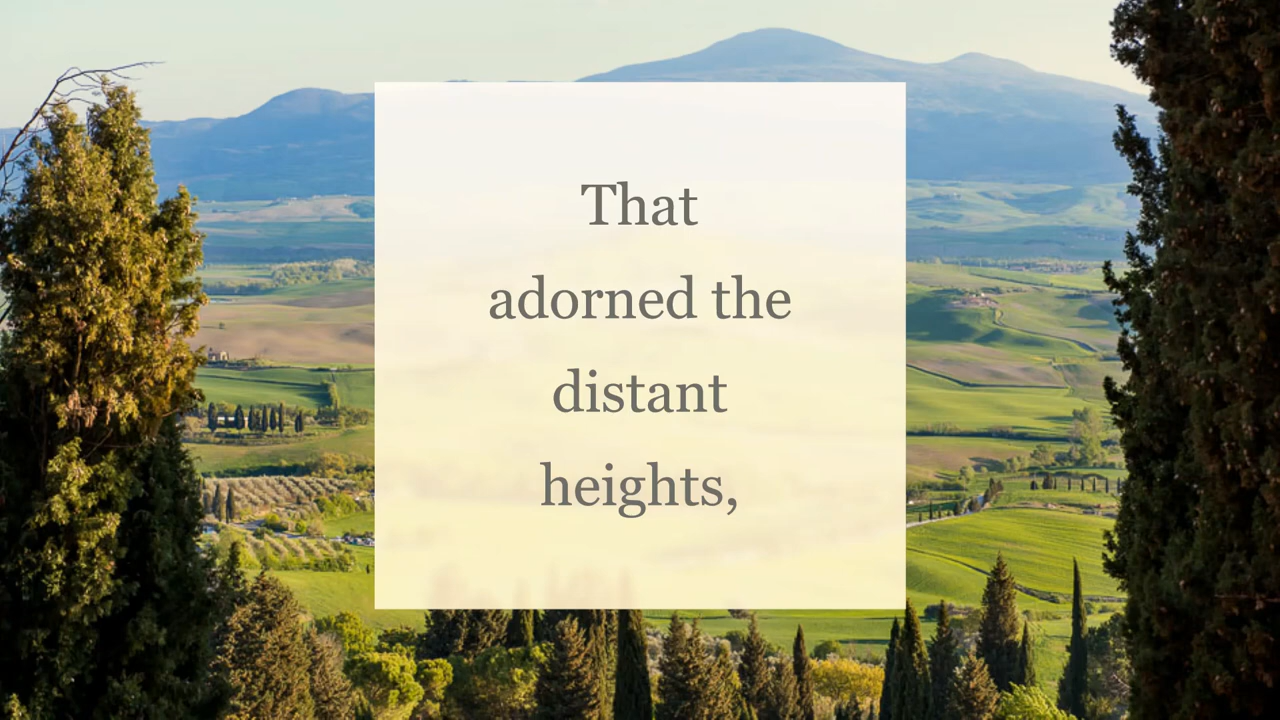 That
adorned the
distant
heights,